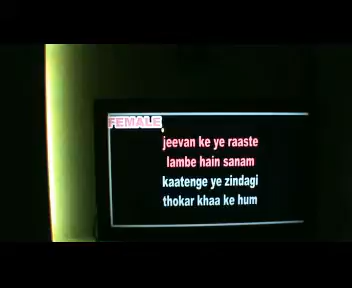 FEMALE
jeevan ke ye raaste
lambe hain sanam
kaatenge ye zindagi
thokar khaa ke hum